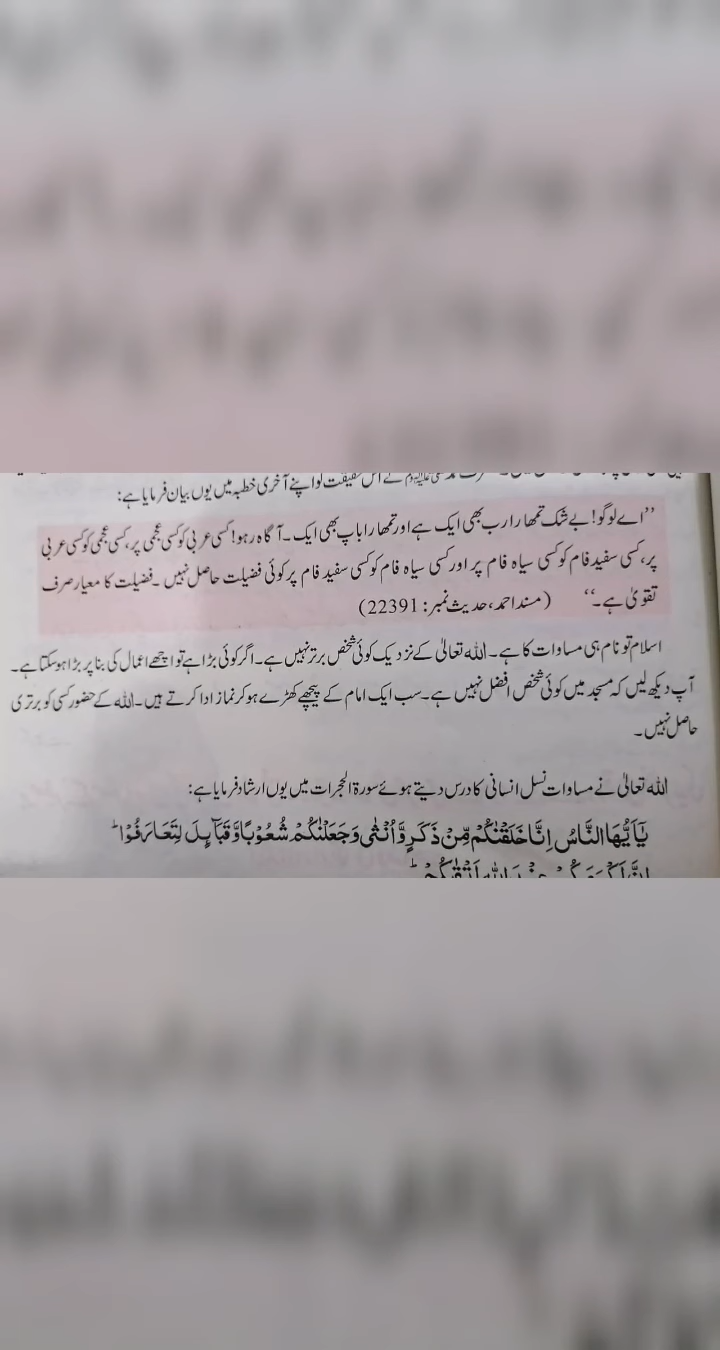 نے اس حقیقت کو اپنے آخری خطبہ میں یوں بیان فرمایا ہے:
’’اے لوگو! بے شک تمھارا رب بھی ایک ہے اور تمھارا باپ بھی ایک۔ آگاہ رہو! کسی عربی کو کسی عجمی پر، کسی عجمی کو کسی عربی
پر، کسی سفید فام کو کسی سیاہ فام پر اور کسی سیاہ فام کو کسی سفید فام پر کوئی فضیلت حاصل نہیں۔ فضیلت کا معیار صرف
تقویٰ ہے۔‘‘ (مسند احمد، حدیث نمبر: 22391)
اسلام تو نام ہی مساوات کا ہے۔ اللہ تعالیٰ کے نزدیک کوئی شخص برتر نہیں ہے۔ اگر کوئی بڑا ہے تو اچھے اعمال کی بنا پر بڑا ہو سکتا ہے۔
آپ دیکھ لیں کہ مسجد میں کوئی شخص افضل نہیں ہے۔ سب ایک امام کے پیچھے کھڑے ہو کر نماز ادا کرتے ہیں۔ اللہ کے حضور کسی کو برتری
حاصل نہیں۔
اللہ تعالیٰ نے مساوات نسل انسانی کا درس دیتے ہوئے سورۃ الحجرات میں یوں ارشاد فرمایا ہے:
يٰٓاَيُّهَا النَّاسُ اِنَّا خَلَقْنٰكُمْ مِّنْ ذَكَرٍ وَّاُنْثٰى وَجَعَلْنٰكُمْ شُعُوْبًا وَّقَبَآىِٕلَ لِتَعَارَفُوْا ؕ